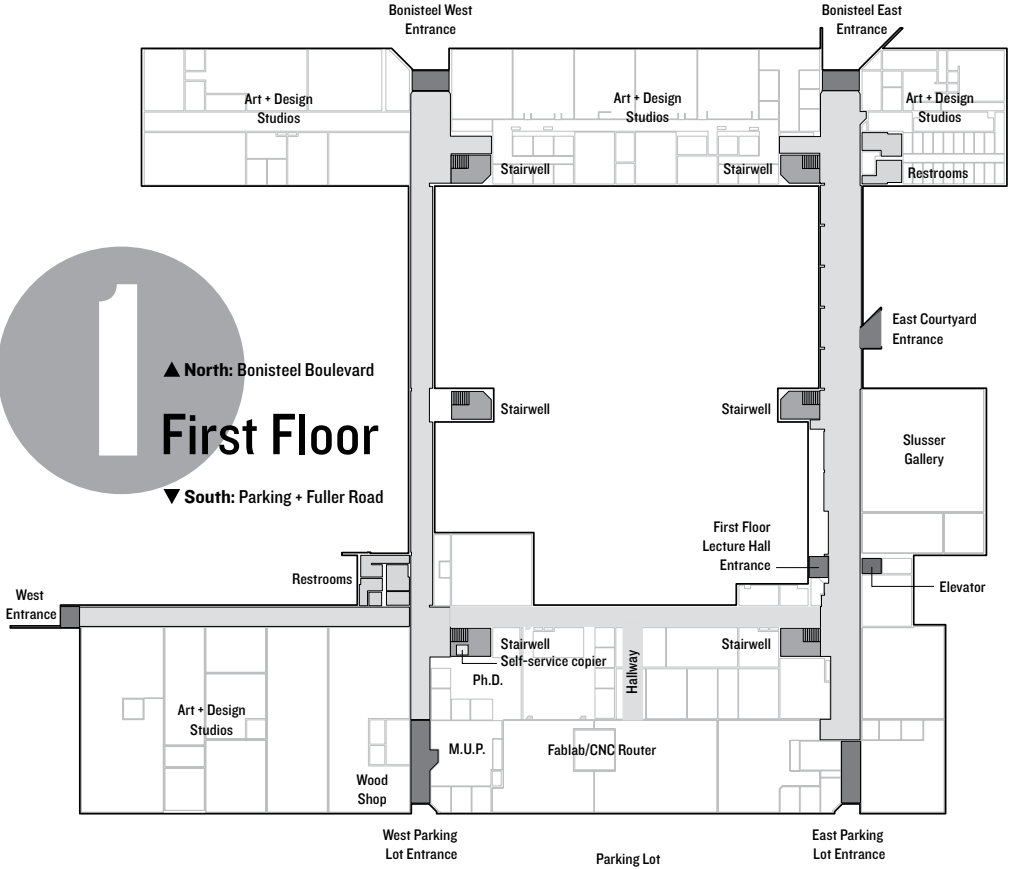 Bonisteel West
Entrance
Bonisteel East
Entrance
Art + Design
Studios
Art + Design
Studios
Art + Design
Studios
Stairwell
Stairwell
Restrooms
1
East Courtyard
Entrance
▲ North: Bonisteel Boulevard
First Floor
▼ South: Parking + Fuller Road
Stairwell
Stairwell
Slusser
Gallery
First Floor
Lecture Hall
Entrance
Restrooms
Elevator
West
Entrance
Stairwell
Self-service copier
Ph.D.
Hallway
Stairwell
Art + Design
Studios
M.U.P.
Fablab/CNC Router
Wood
Shop
West Parking
Lot Entrance
Parking Lot
East Parking
Lot Entrance